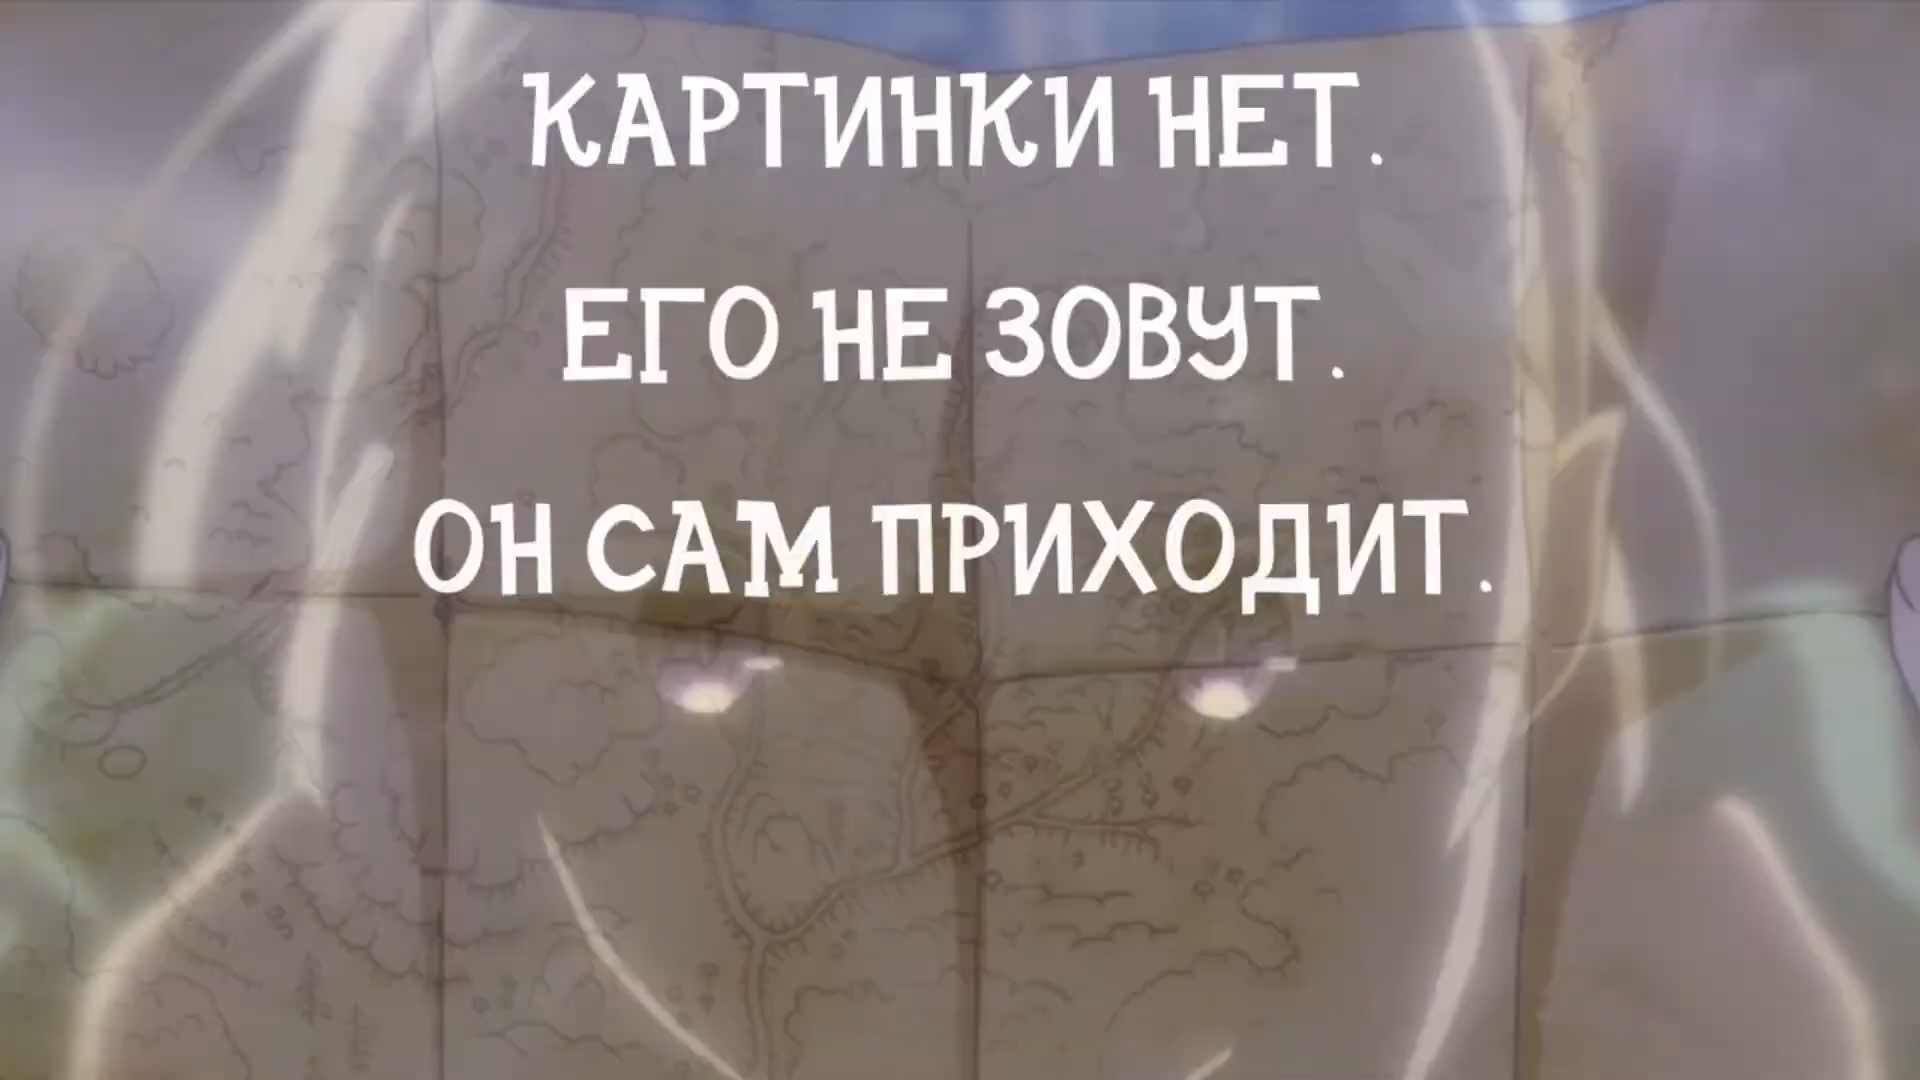 КАРТИНКИ НЕТ.
ЕГО НЕ ЗОВУТ.
ОН САМ ПРИХОДИТ.